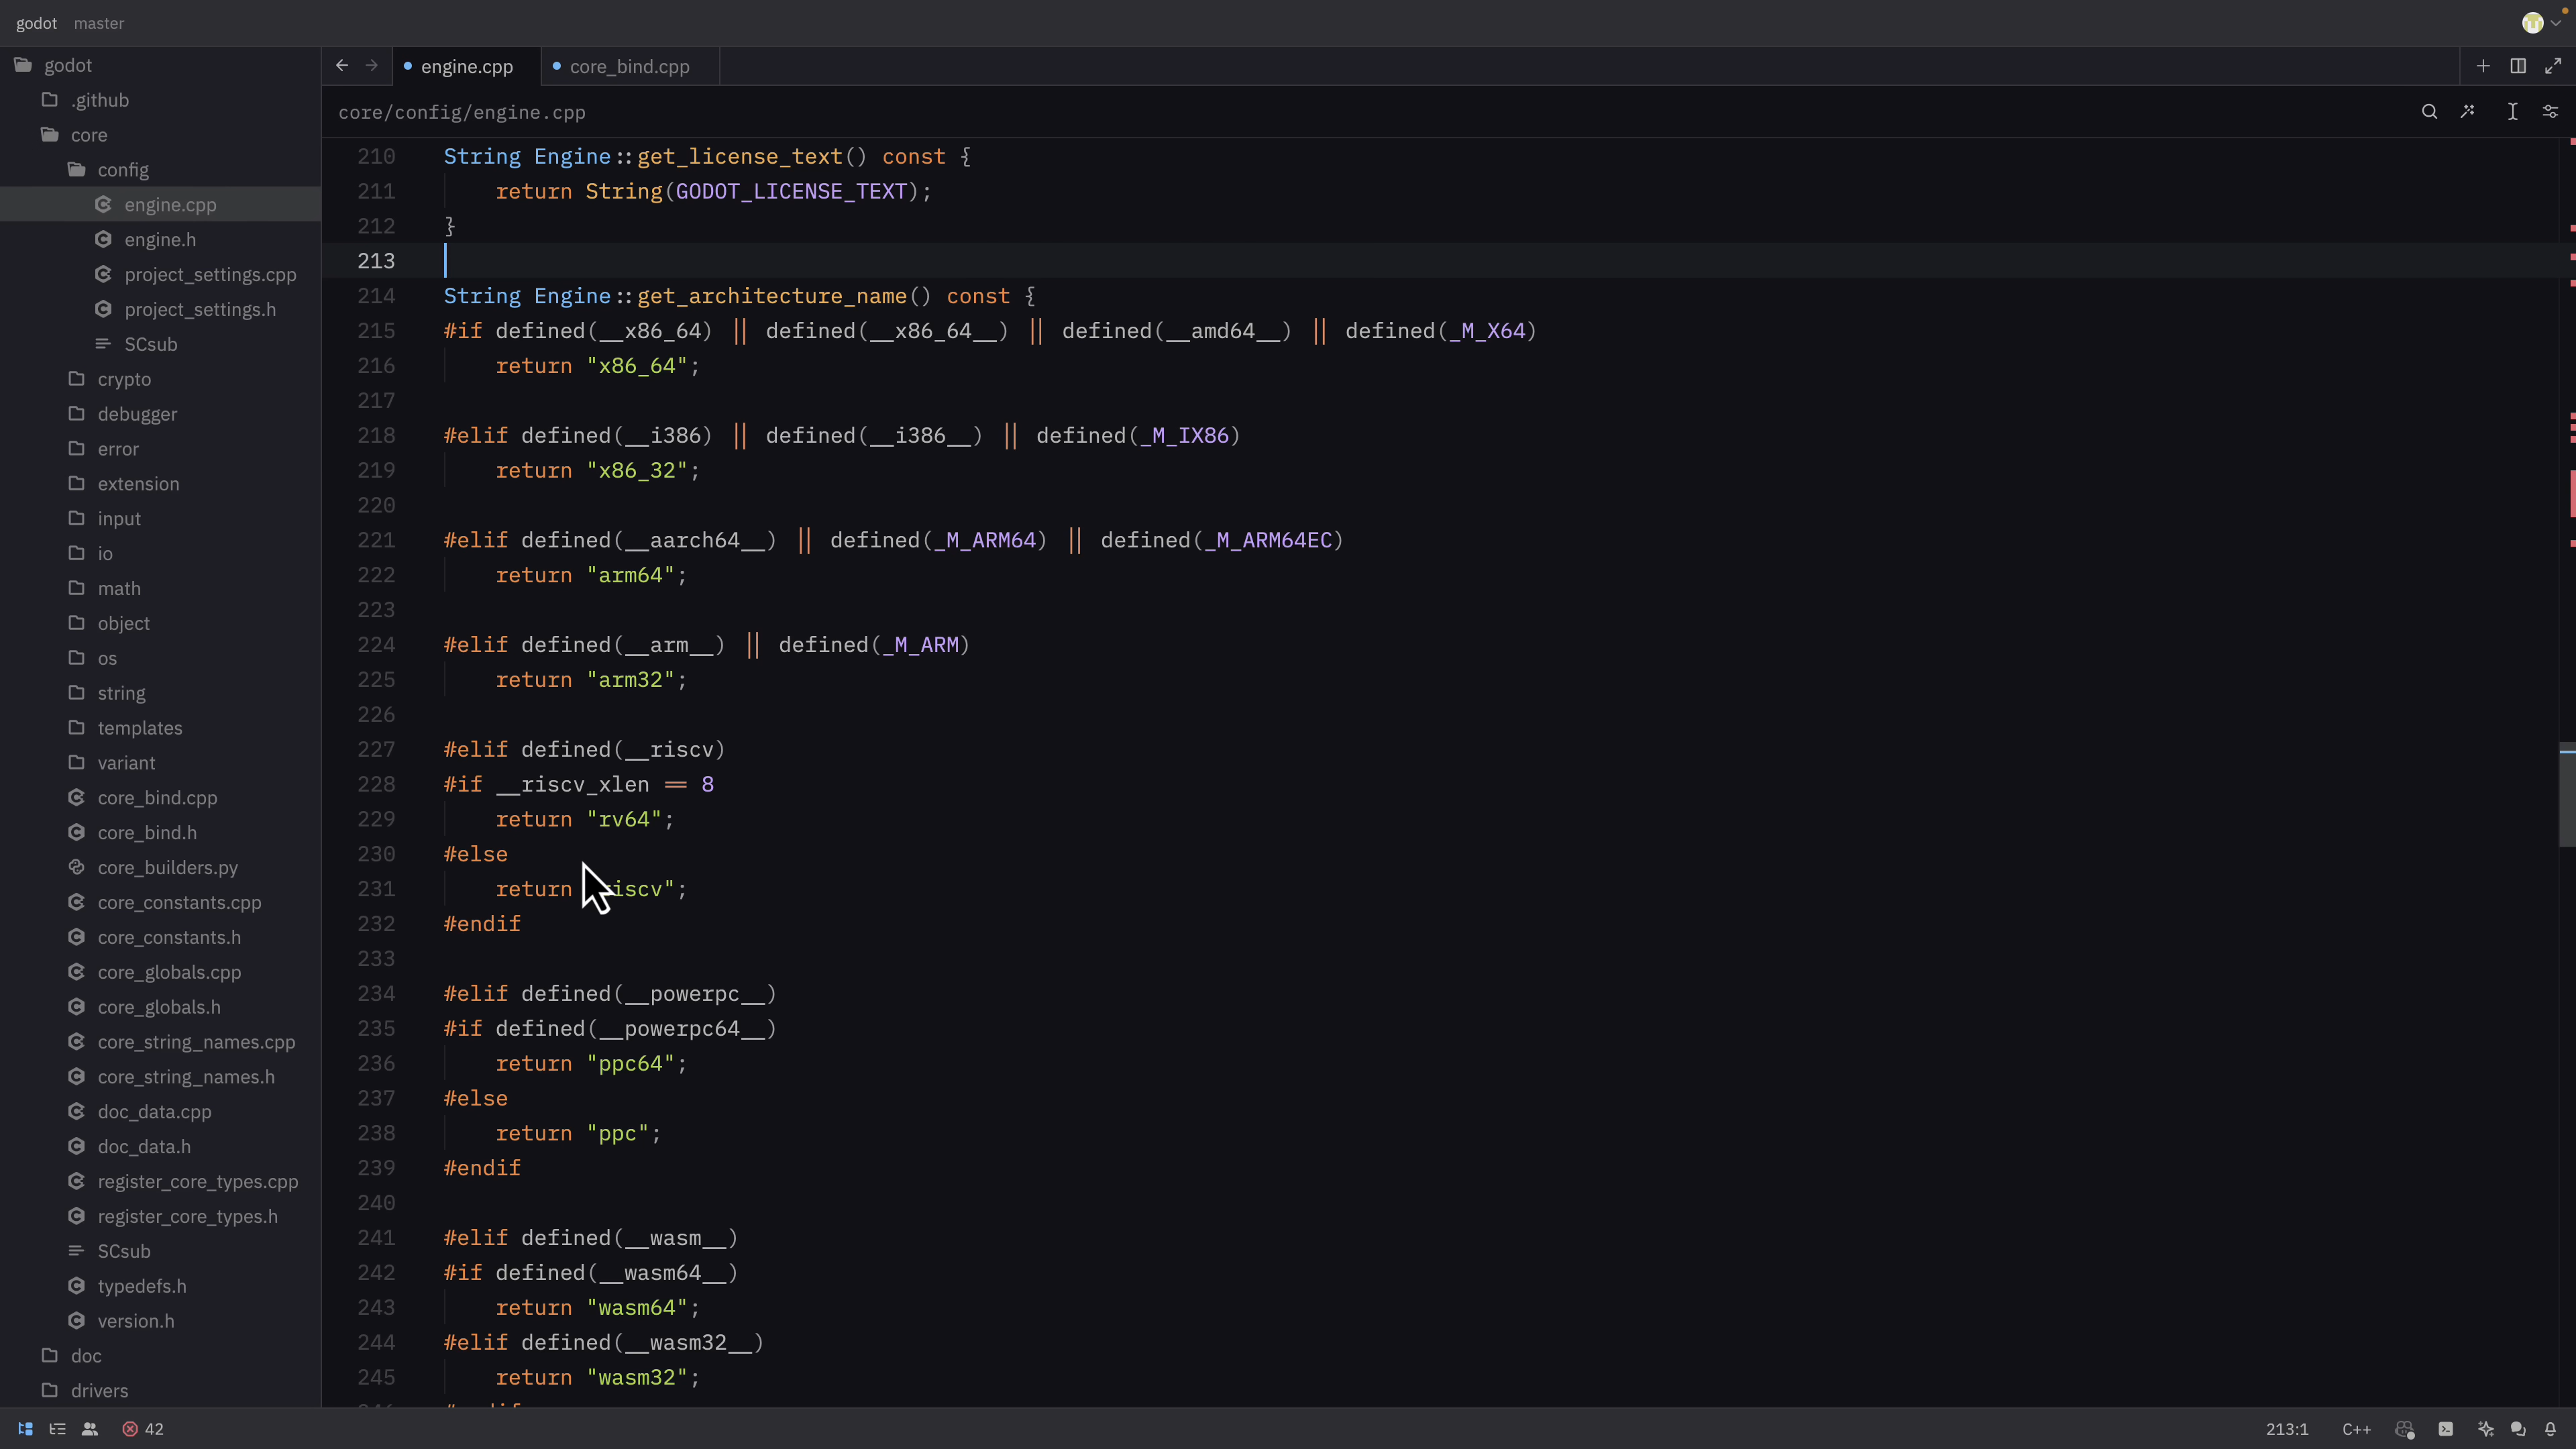 godot master
godot
.github
core
config
engine.cpp
engine.h
project_settings.cpp
project_settings.h
SCsub
crypto
debugger
error
extension
input
io
math
object
os
string
templates
variant
core_bind.cpp
core_bind.h
core_builders.py
core_constants.cpp
core_constants.h
core_globals.cpp
core_globals.h
core_string_names.cpp
core_string_names.h
doc_data.cpp
doc_data.h
register_core_types.cpp
register_core_types.h
SCsub
typedefs.h
version.h
doc
drivers
engine.cpp core_bind.cpp
core/config/engine.cpp
210 String Engine::get_license_text() const {
211 return String(GODOT_LICENSE_TEXT);
212 }
213
214 String Engine::get_architecture_name() const {
215 #if defined(__x86_64) || defined(__x86_64__) || defined(__amd64__) || defined(_M_X64)
216 return "x86_64";
217
218 #elif defined(__i386) || defined(__i386__) || defined(_M_IX86)
219 return "x86_32";
220
221 #elif defined(__aarch64__) || defined(_M_ARM64) || defined(_M_ARM64EC)
222 return "arm64";
223
224 #elif defined(__arm__) || defined(_M_ARM)
225 return "arm32";
226
227 #elif defined(__riscv)
228 #if __riscv_xlen == 8
229 return "rv64";
230 #else
231 return iscv";
232 #endif
233
234 #elif defined(__powerpc__)
235 #if defined(__powerpc64__)
236 return "ppc64";
237 #else
238 return "ppc";
239 #endif
240
241 #elif defined(__wasm__)
242 #if defined(__wasm64__)
243 return "wasm64";
244 #elif defined(__wasm32__)
245 return "wasm32";
42
213:1 C++